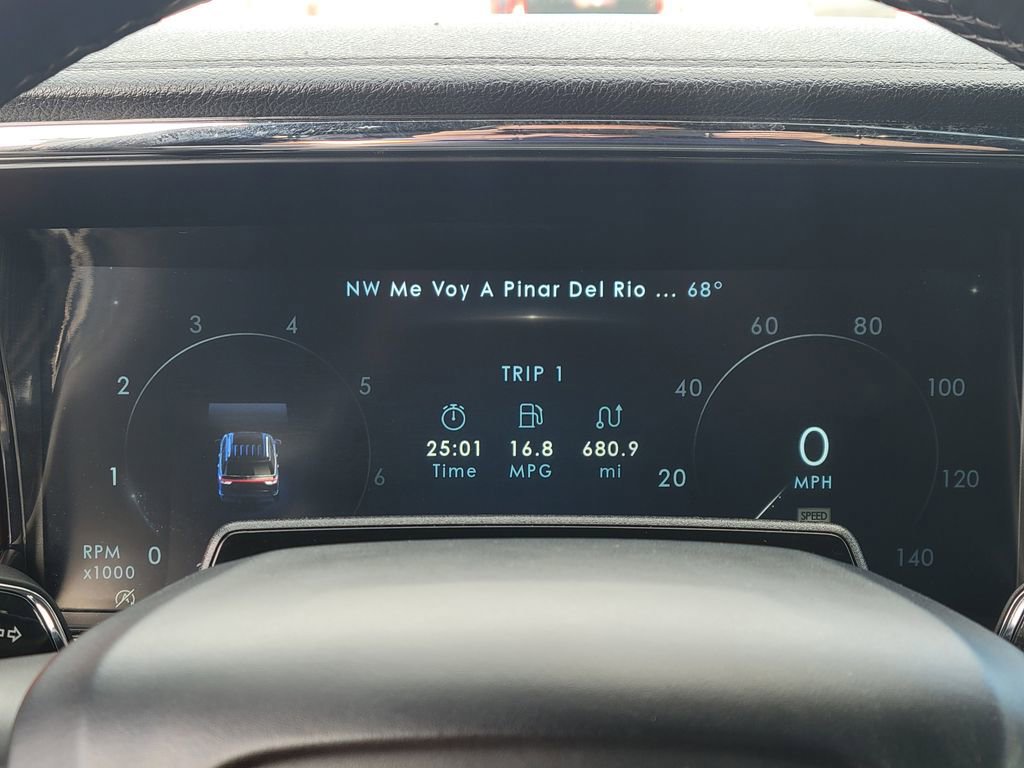 NW Me Voy A Pinar Del Rio ... 68°
3 4
2 5
1 6
0
RPM
x1000
TRIP 1
25:01 16.8 680.9
Time MPG mi
60 80
40 100
20 120
140
0
MPH
SPEED